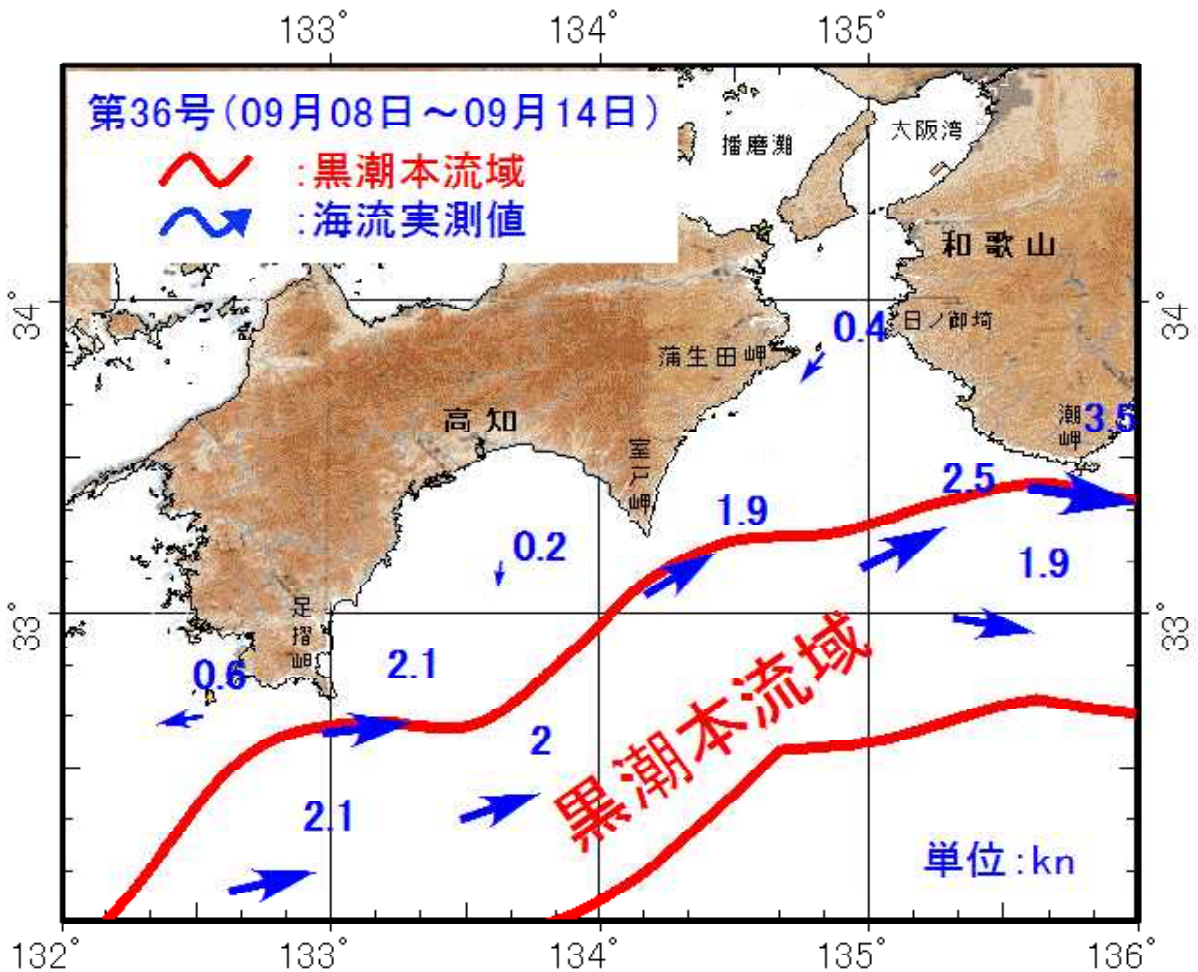 133°
134°
135°
第36号(09月08日～09月14日)
:黒潮本流域
:海流実測値
播磨灘
大阪湾
和歌山
34°
34°
0.4
日ノ御埼
蒲生田岬
高知
潮岬
3.5
室戸岬
2.5
1.9
0.2
1.9
33°
33°
足摺岬
2.1
0.6
2
黒潮本流域
2.1
単位:kn
132°
133°
134°
135°
136°